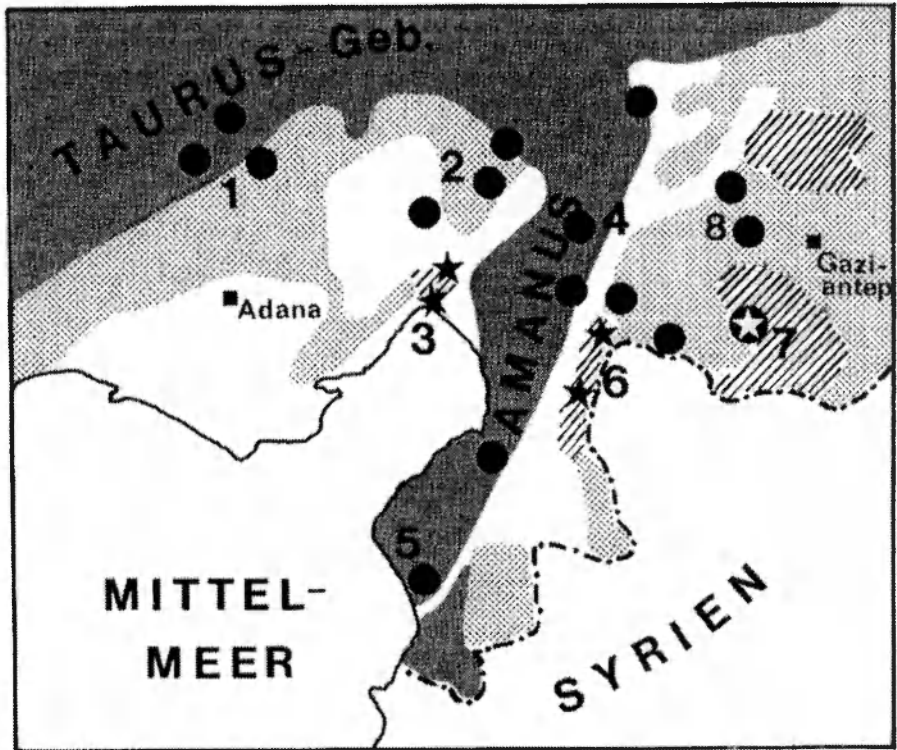 TAURUS-Geb.
1
2
3
4
5
6
7
8
Adana
Gazi-
antep
AMANUS
MITTEL-
MEER
SYRIEN